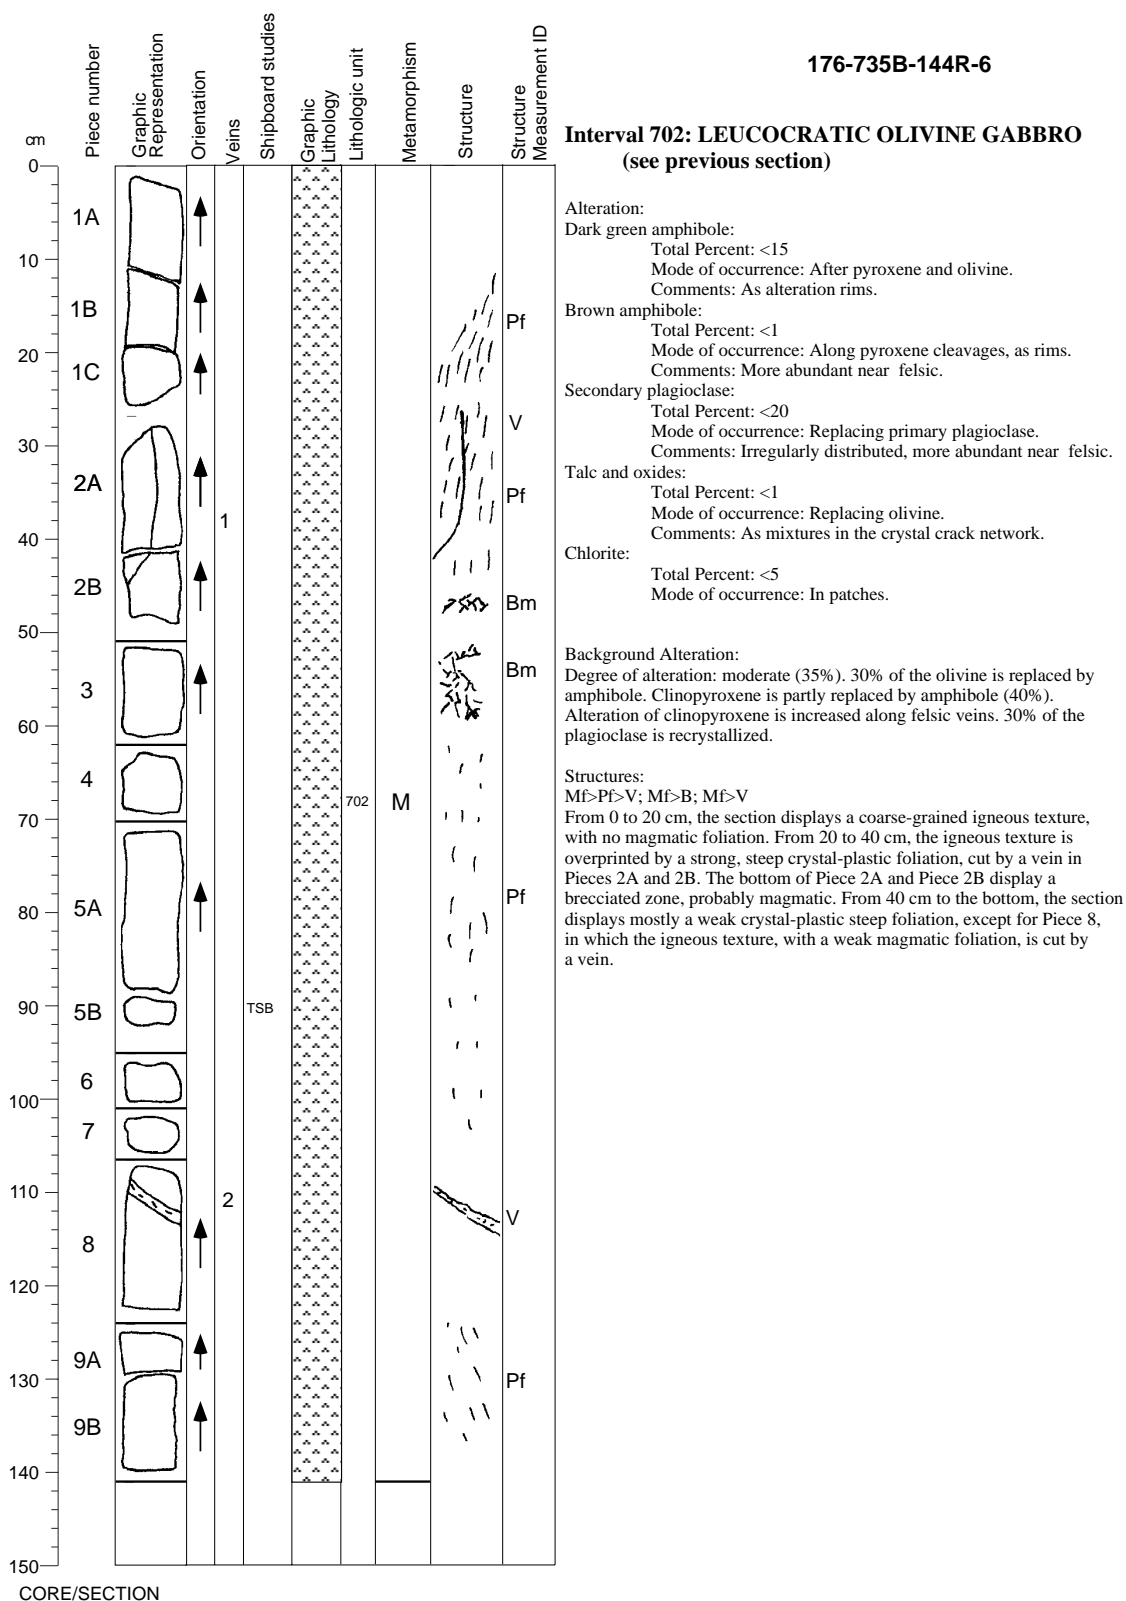 176-735B-144R-6
cm
Piece number
Graphic
Representation
Orientation
Veins
Shipboard studies
Graphic
Lithology
Lithologic unit
Metamorphism
Structure
Structure
Measurement ID
0
10
20
30
40
50
60
70
80
90
100
110
120
130
140
150
1A
1B
1C
2A
2B
3
4
5A
5B
6
7
8
9A
9B
1
2
TSB
702
M
Pf
V
Pf
Bm
Bm
Pf
V
Pf
CORE/SECTION
Interval 702: LEUCOCRATIC OLIVINE GABBRO
(see previous section)
Alteration:
Dark green amphibole:
Total Percent: <15
Mode of occurrence: After pyroxene and olivine.
Comments: As alteration rims.
Brown amphibole:
Total Percent: <1
Mode of occurrence: Along pyroxene cleavages, as rims.
Comments: More abundant near felsic.
Secondary plagioclase:
Total Percent: <20
Mode of occurrence: Replacing primary plagioclase.
Comments: Irregularly distributed, more abundant near felsic.
Talc and oxides:
Total Percent: <1
Mode of occurrence: Replacing olivine.
Comments: As mixtures in the crystal crack network.
Chlorite:
Total Percent: <5
Mode of occurrence: In patches.
Background Alteration:
Degree of alteration: moderate (35%). 30% of the olivine is replaced by
amphibole. Clinopyroxene is partly replaced by amphibole (40%).
Alteration of clinopyroxene is increased along felsic veins. 30% of the
plagioclase is recrystallized.
Structures:
Mf>Pf>V; Mf>B; Mf>V
From 0 to 20 cm, the section displays a coarse-grained igneous texture,
with no magmatic foliation. From 20 to 40 cm, the igneous texture is
overprinted by a strong, steep crystal-plastic foliation, cut by a vein in
Pieces 2A and 2B. The bottom of Piece 2A and Piece 2B display a
brecciated zone, probably magmatic. From 40 cm to the bottom, the section
displays mostly a weak crystal-plastic steep foliation, except for Piece 8,
in which the igneous texture, with a weak magmatic foliation, is cut by
a vein.